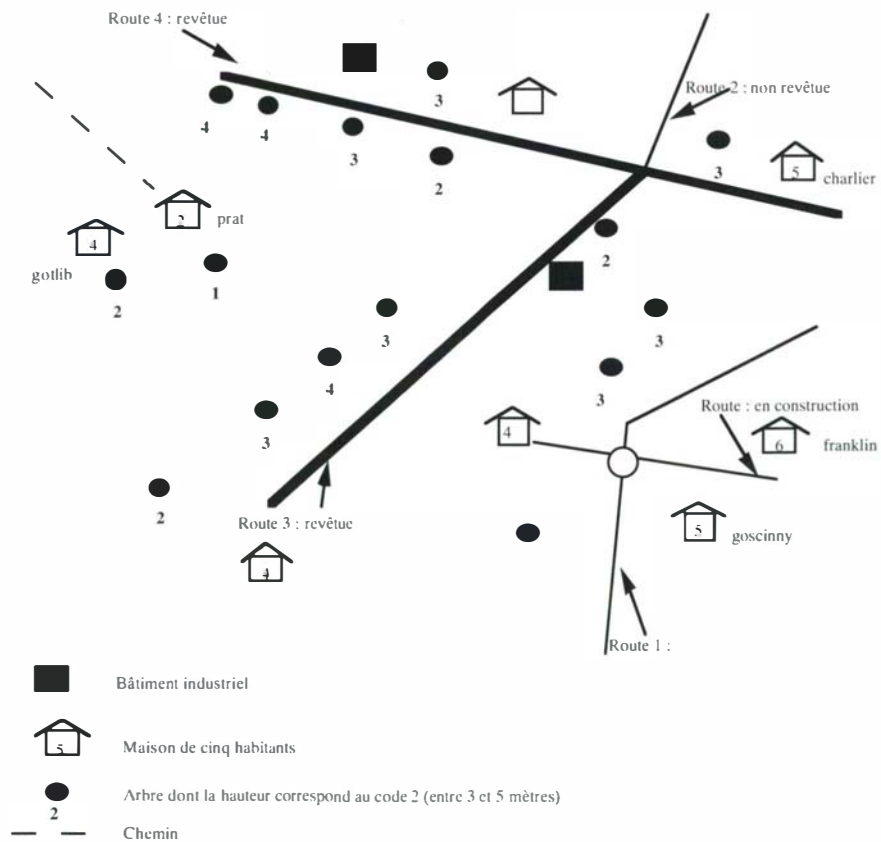 Route 4 : revêtue
3
Route 2 : non revêtue
4
4
3
2
3
5
charlier
2
prat
4
gotlib
2
2
1
3
3
4
3
3
Route : en construction
4
6
franklin
2
Route 3 : revêtue
5
goscinny
4
Route 1 :
Bâtiment industriel
5
Maison de cinq habitants
Arbre dont la hauteur correspond au code 2 (entre 3 et 5 mètres)
2
Chemin